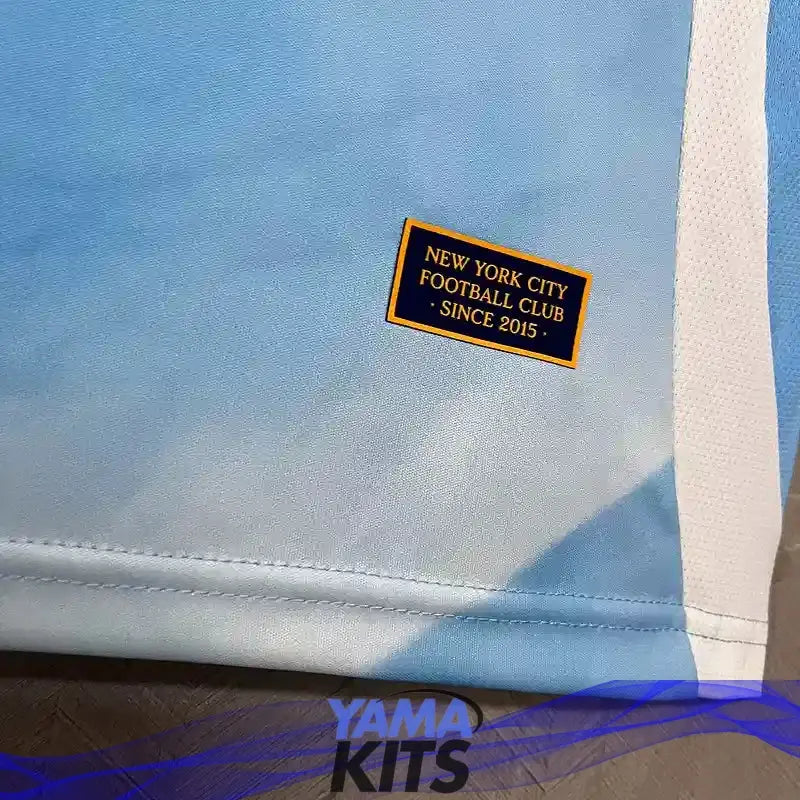 NEW YORK CITY
FOOTBALL CLUB
· SINCE 2015 ·
YAMA
KITS